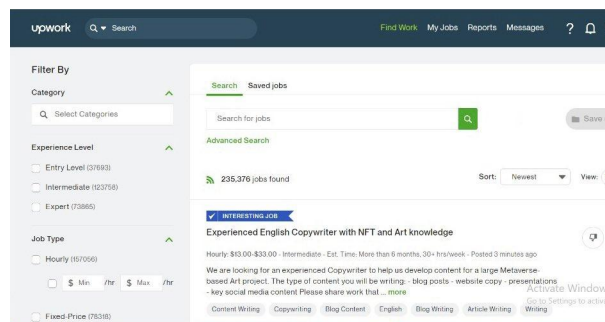 upwork
Search
Find Work My Jobs Reports Messages ?
Filter By
Category
Select Categories
Experience Level
Entry Level (37693)
Intermediate (123758)
Expert (73865)
Job Type
Hourly (157056)
$ Min /hr $ Max /hr
Fixed-Price (78318)
Search Saved jobs
Search for jobs
Save
Advanced Search
235,376 jobs found
Sort: Newest View:
INTERESTING JOB
Experienced English Copywriter with NFT and Art knowledge
Hourly: $13.00-$33.00 - Intermediate - Est. Time: More than 6 months, 30+ hrs/week - Posted 3 minutes ago
We are looking for an experienced Copywriter to help us develop content for a large Metaverse-
based Art project. The type of content you will be writing: - blog posts - website copy - presentations
- key social media content Please share work that ... more
Content Writing Copywriting Blog Content English Blog Writing Article Writing Writing
Activate Window
Go to Settings to activa